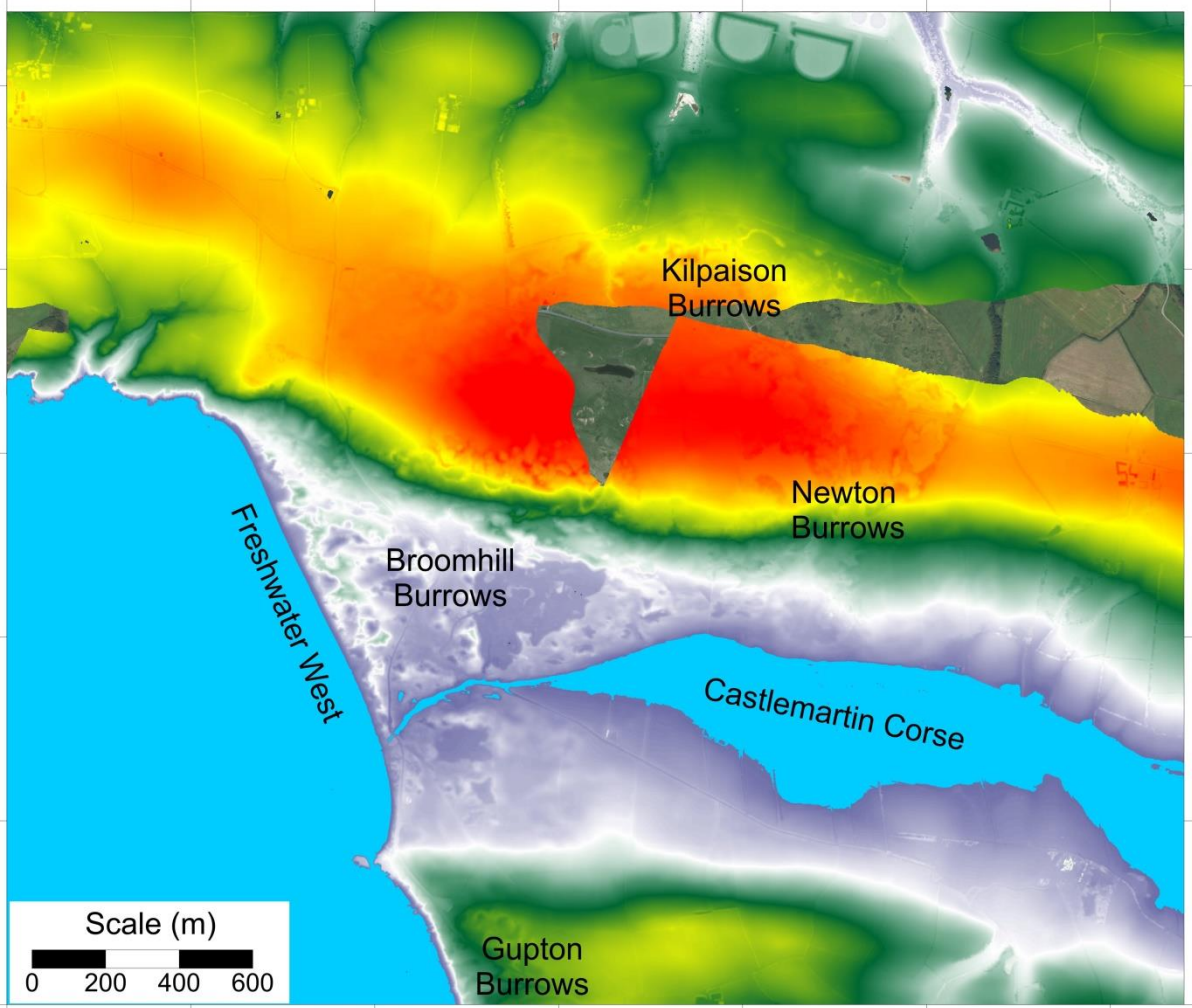 Kilpaison
Burrows
Newton
Burrows
Broomhill
Burrows
Freshwater West
Castlemartin Corse
Gupton
Burrows
Scale (m)
0 200 400 600